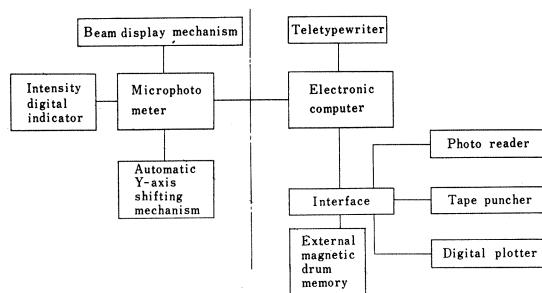 Beam display mechanism
Teletypewriter
Intensity
digital
indicator
Microphoto
meter
Electronic
computer
Photo reader
Automatic
Y-axis
shifting
mechanism
Interface
Tape puncher
External
magnetic
drum
memory
Digital plotter